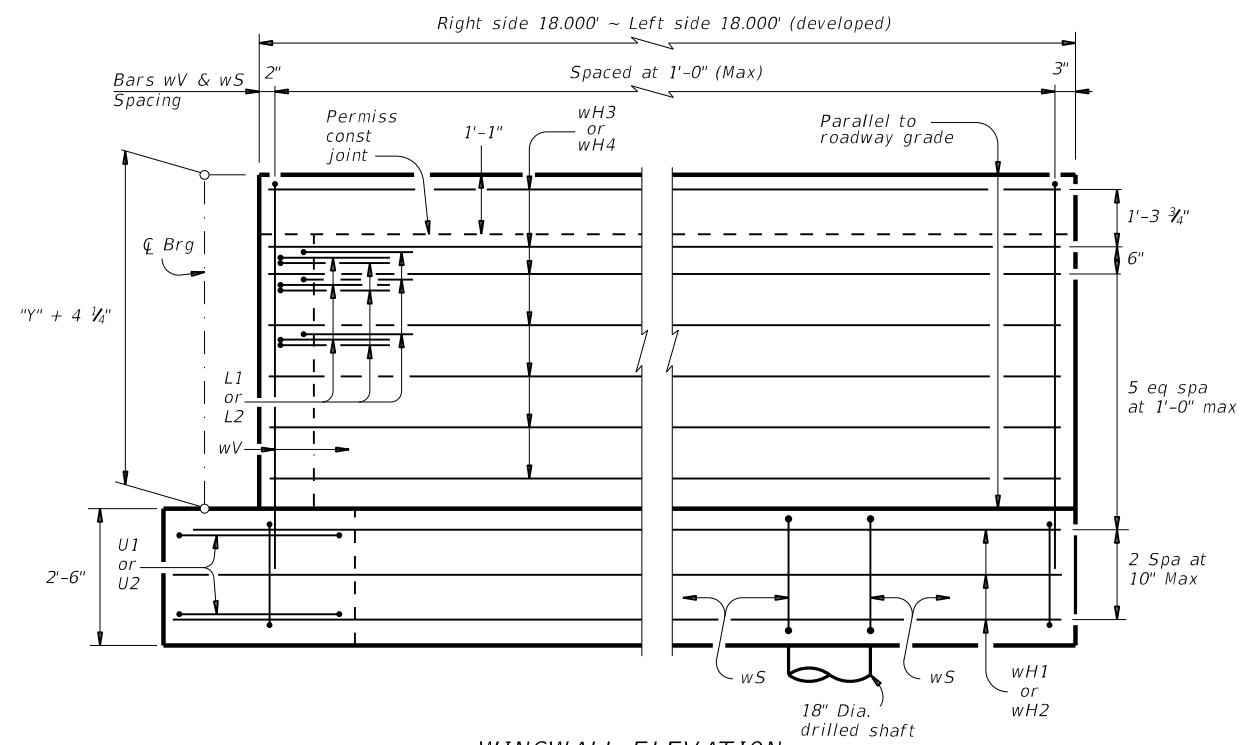 Right side 18.000' ~ Left side 18.000' (developed)
Bars wV & wS
Spacing
2"
Spaced at 1'-0" (Max)
3"
Permiss
const
joint
1'-1"
wH3
or
wH4
Parallel to
roadway grade
1'-3 3/4"
6"
℄ Brg
"Y" + 4 1/4"
L1
or
L2
wV
5 eq spa
at 1'-0" max
U1
or
U2
2'-6"
2 Spa at
10" Max
wS
wS
wH1
or
wH2
18" Dia.
drilled shaft
WINGWALL ELEVATION